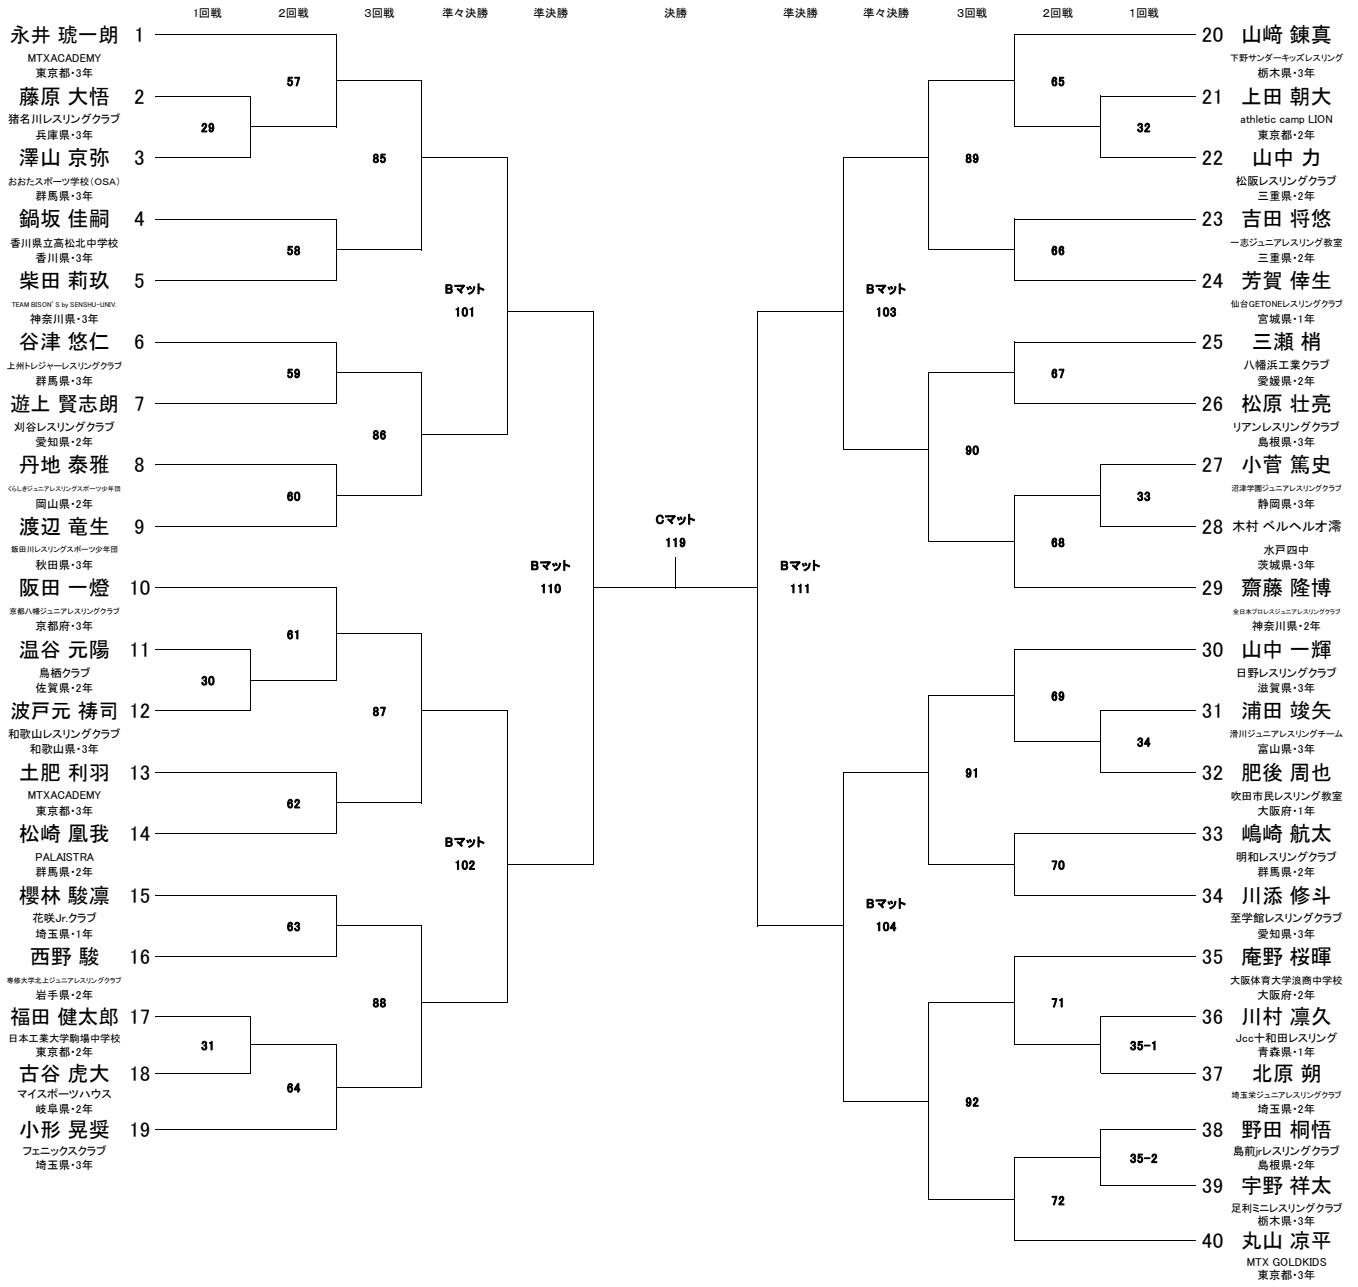 1回戦 2回戦 3回戦 準々決勝 準決勝 決勝 準決勝 準々決勝 3回戦 2回戦 1回戦
永井 琥一朗 1
MTXACADEMY
東京都・3年
藤原 大悟 2
猪名川レスリングクラブ
兵庫県・3年
澤山 京弥 3
おおたスポーツ学校(OSA)
群馬県・3年
鍋坂 佳嗣 4
香川県立高松北中学校
香川県・3年
柴田 莉玖 5
TEAM BISON'S by SENSHU-UNIV.
神奈川県・3年
谷津 悠仁 6
上州トレジャーレスリングクラブ
群馬県・3年
遊上 賢志朗 7
刈谷レスリングクラブ
愛知県・2年
丹地 泰雅 8
くらしきジュニアレスリングスポーツ少年団
岡山県・2年
渡辺 竜生 9
飯田川レスリングスポーツ少年団
秋田県・3年
阪田 一燈 10
京都八幡ジュニアレスリングクラブ
京都府・3年
温谷 元陽 11
鳥栖クラブ
佐賀県・2年
波戸元 祷司 12
和歌山レスリングクラブ
和歌山県・3年
土肥 利羽 13
MTXACADEMY
東京都・3年
松崎 凰我 14
PALAISTRA
群馬県・2年
櫻林 駿凛 15
花咲Jr.クラブ
埼玉県・1年
西野 駿 16
専修大学北上ジュニアレスリングクラブ
岩手県・2年
福田 健太郎 17
日本工業大学駒場中学校
東京都・2年
古谷 虎大 18
マイスポーツハウス
岐阜県・2年
小形 晃奨 19
フェニックスクラブ
埼玉県・3年
29
30
31
57
58
59
60
61
62
63
64
85
86
87
88
Bマット
101
Bマット
102
Bマット
110
Cマット
119
Bマット
111
Bマット
103
Bマット
104
89
90
91
92
65
66
67
68
69
70
71
72
32
33
34
35-1
35-2
20 山﨑 錬真
下野サンダーキッズレスリング
栃木県・3年
21 上田 朝大
athletic camp LION
東京都・2年
22 山中 力
松阪レスリングクラブ
三重県・2年
23 吉田 将悠
一志ジュニアレスリング教室
三重県・2年
24 芳賀 倖生
仙台GETONEレスリングクラブ
宮城県・1年
25 三瀬 梢
八幡浜工業クラブ
愛媛県・2年
26 松原 壮亮
リアンレスリングクラブ
島根県・3年
27 小菅 篤史
沼津学園ジュニアレスリングクラブ
静岡県・3年
28 木村 ベルヘルオ澪
水戸四中
茨城県・3年
29 齋藤 隆博
全日本プロレスジュニアレスリングクラブ
神奈川県・2年
30 山中 一輝
日野レスリングクラブ
滋賀県・3年
31 浦田 竣矢
滑川ジュニアレスリングチーム
富山県・3年
32 肥後 周也
吹田市民レスリング教室
大阪府・1年
33 嶋崎 航太
明和レスリングクラブ
群馬県・2年
34 川添 修斗
至学館レスリングクラブ
愛知県・3年
35 庵野 桜暉
大阪体育大学浪商中学校
大阪府・2年
36 川村 凛久
Jcc十和田レスリング
青森県・1年
37 北原 朔
埼玉栄ジュニアレスリングクラブ
埼玉県・2年
38 野田 桐悟
島前jrレスリングクラブ
島根県・2年
39 宇野 祥太
足利ミニレスリングクラブ
栃木県・3年
40 丸山 凉平
MTX GOLDKIDS
東京都・3年